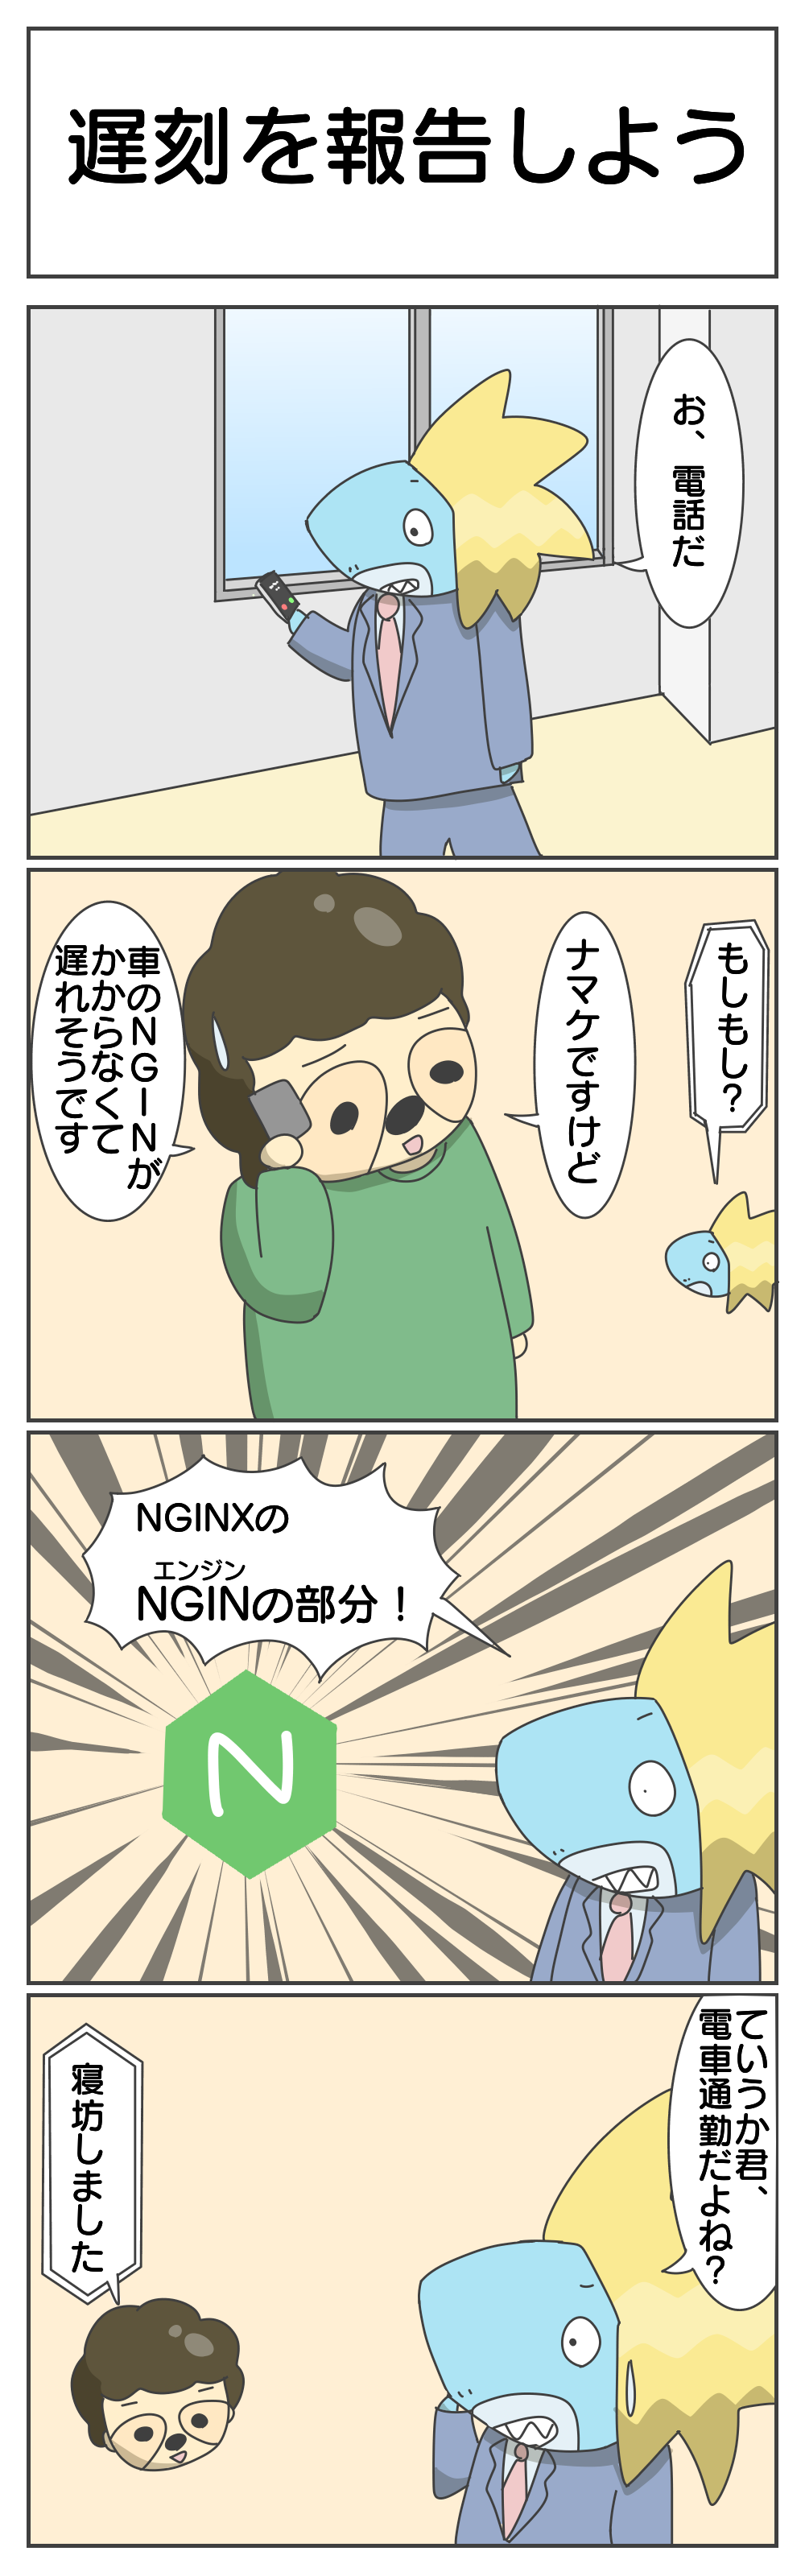 遅刻を報告しよう
お、電話だ
もしもし？
ナマケですけど
車のNGINが
かからなくて
遅れそうです
NGINXの
エンジン
NGINの部分！
N
ていうか君、
電車通勤だよね？
寝坊しました